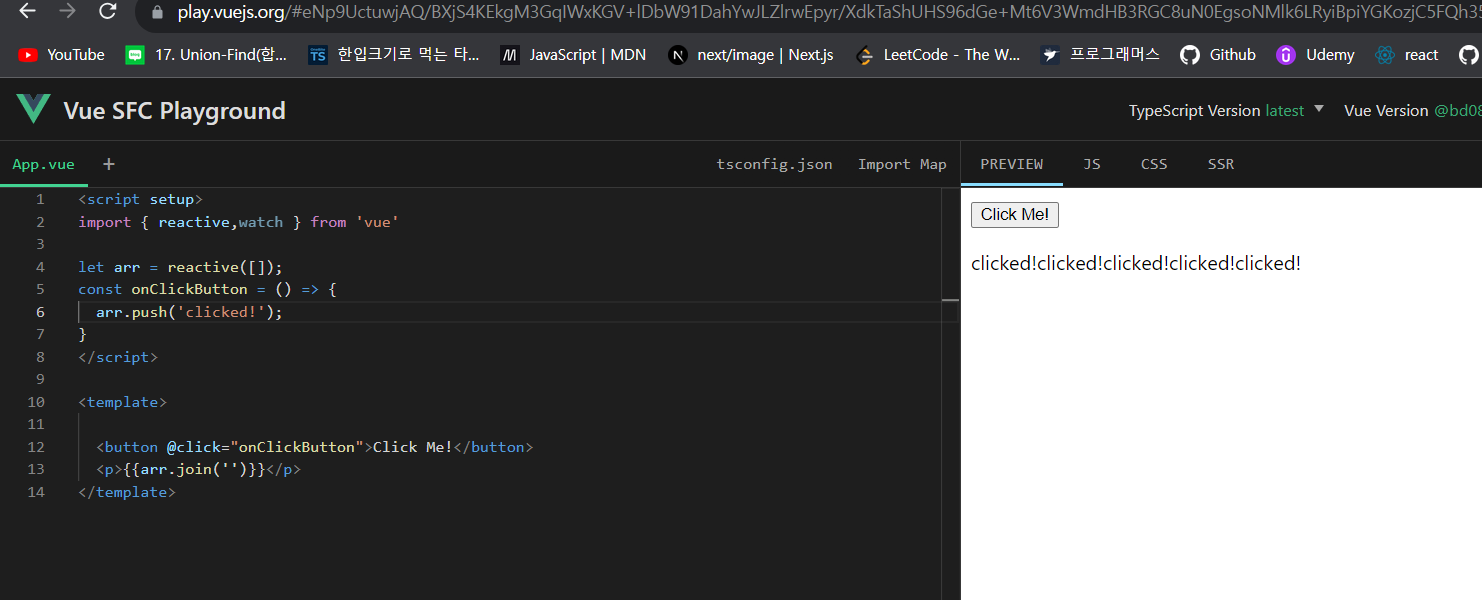 play.vuejs.org/#eNp9UctuwjAQ/BXjS4KEkgM3GqIWxKGV+lDbW91DahYwJLZlrwEpyr/XdkTaShUHS96dGe+Mt6V3WmdHB3RGC8uN0EgsoNMlk6LRyiBpiYGKozjC5FQh35
YouTube 17. Union-Find(합... 한입크기로 먹는 타... JavaScript | MDN next/image | Next.js LeetCode - The W... 프로그래머스 Github Udemy react
Vue SFC Playground TypeScript Version latest Vue Version @bd08
App.vue + tsconfig.json Import Map PREVIEW JS CSS SSR
1 <script setup>
2 import { reactive,watch } from 'vue'
3
4 let arr = reactive([]);
5 const onClickButton = () => {
6 arr.push('clicked!');
7 }
8 </script>
9
10 <template>
11
12 <button @click="onClickButton">Click Me!</button>
13 <p>{{arr.join('')}}</p>
14 </template>
Click Me!
clicked!clicked!clicked!clicked!clicked!